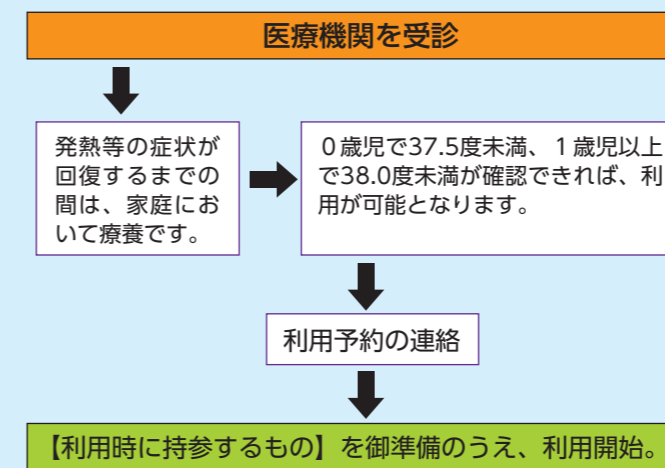 医療機関を受診
発熱等の症状が
回復するまでの
間は、家庭にお
いて療養です。
０歳児で37.5度未満、１歳児以上
で38.0度未満が確認できれば、利
用が可能となります。
利用予約の連絡
【利用時に持参するもの】を御準備のうえ、利用開始。